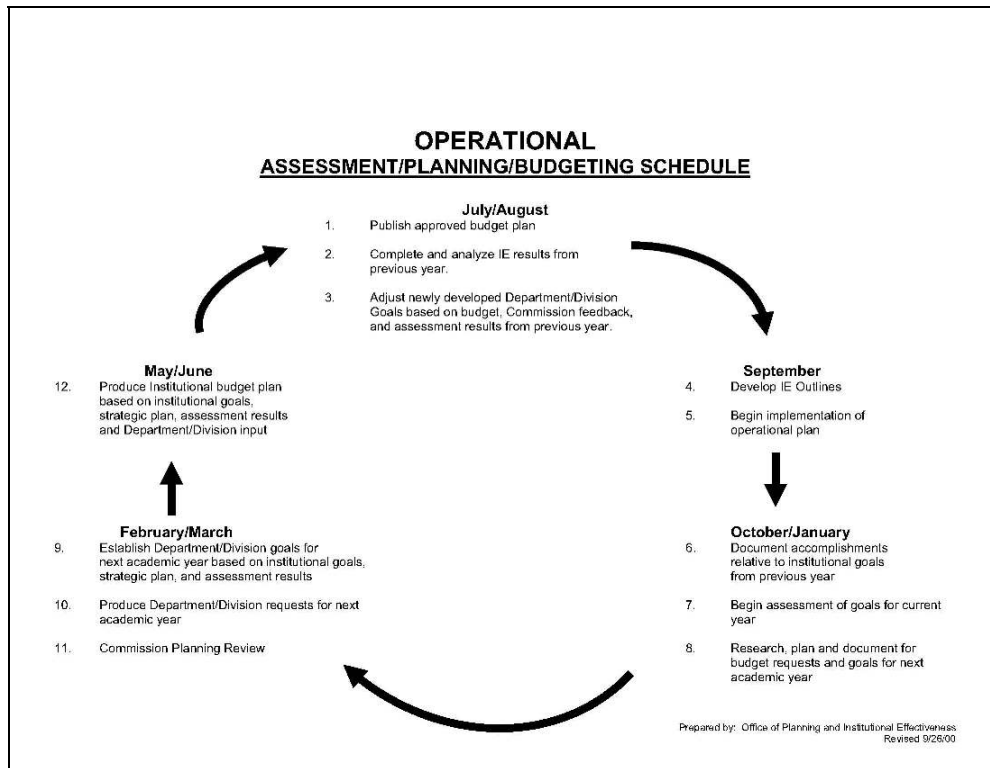 OPERATIONAL
ASSESSMENT/PLANNING/BUDGETING SCHEDULE
July/August
1. Publish approved budget plan
2. Complete and analyze IE results from
previous year.
3. Adjust newly developed Department/Division
Goals based on budget, Commission feedback,
and assessment results from previous year.
September
4. Develop IE Outlines
5. Begin implementation of
operational plan
October/January
6. Document accomplishments
relative to institutional goals
from previous year
7. Begin assessment of goals for current
year
8. Research, plan and document for
budget requests and goals for next
academic year
February/March
9. Establish Department/Division goals for
next academic year based on institutional goals,
strategic plan, and assessment results
10. Produce Department/Division requests for next
academic year
11. Commission Planning Review
May/June
12. Produce Institutional budget plan
based on institutional goals,
strategic plan, assessment results
and Department/Division input
Prepared by: Office of Planning and Institutional Effectiveness
Revised 9/26/00